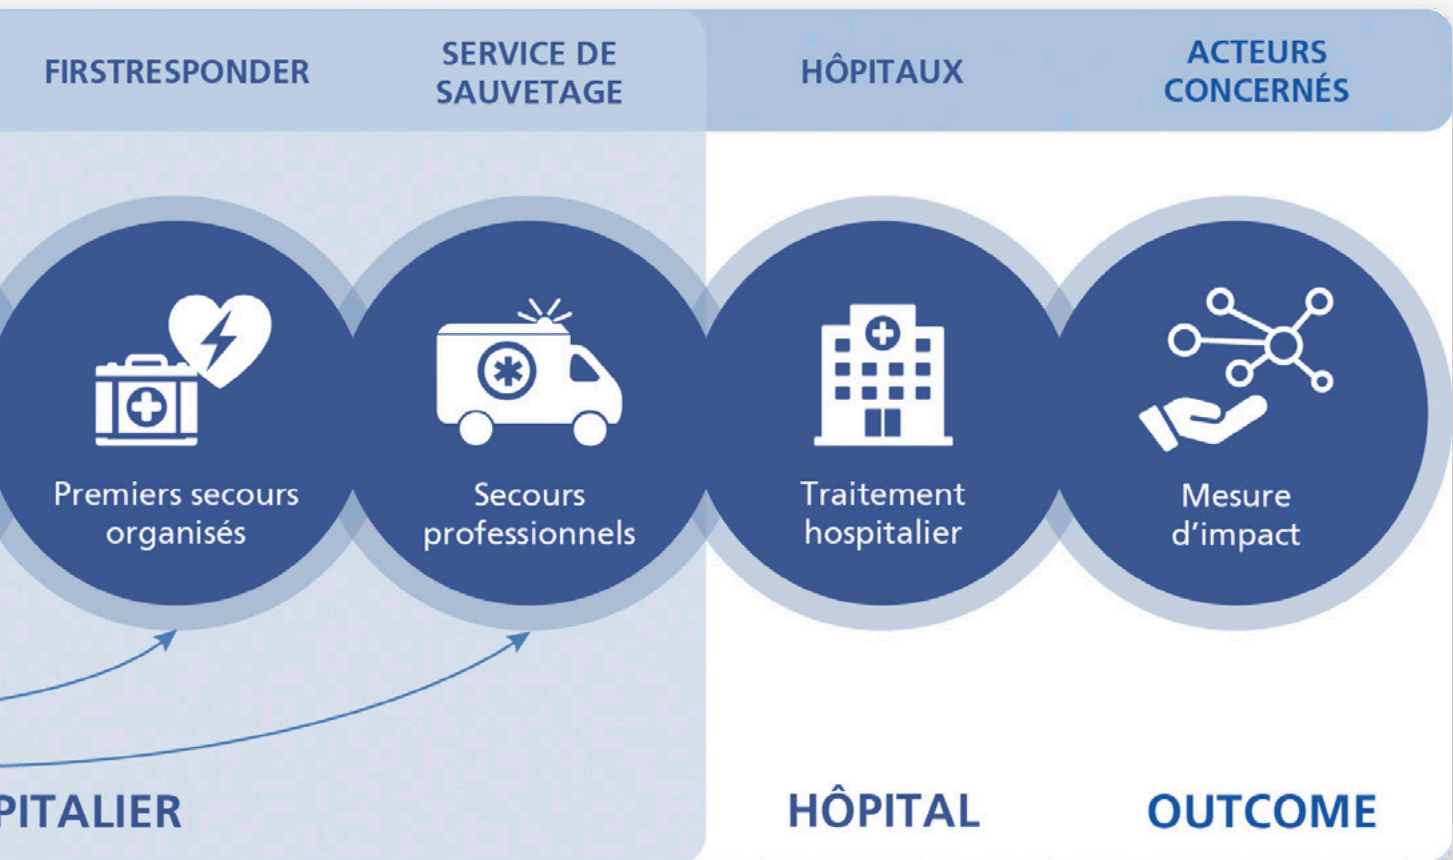 FIRSTRESPONDER
SERVICE DE
SAUVETAGE
HÔPITAUX
ACTEURS
CONCERNÉS
Premiers secours
organisés
Secours
professionnels
Traitement
hospitalier
Mesure
d’impact
PITALIER
HÔPITAL
OUTCOME